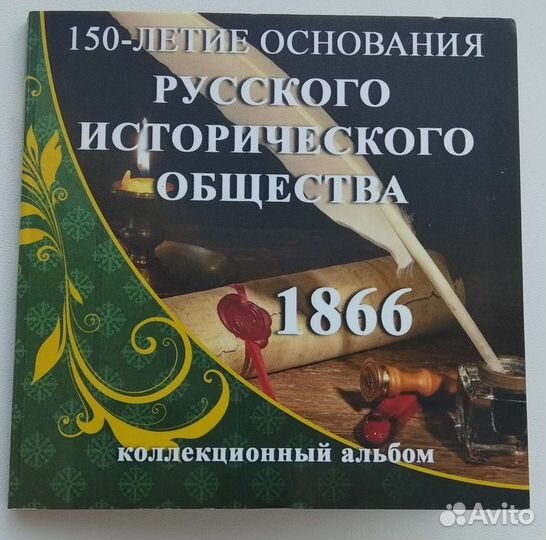 150-ЛЕТИЕ ОСНОВАНИЯ
РУССКОГО
ИСТОРИЧЕСКОГО
ОБЩЕСТВА
1866
коллекционный альбом
Avito